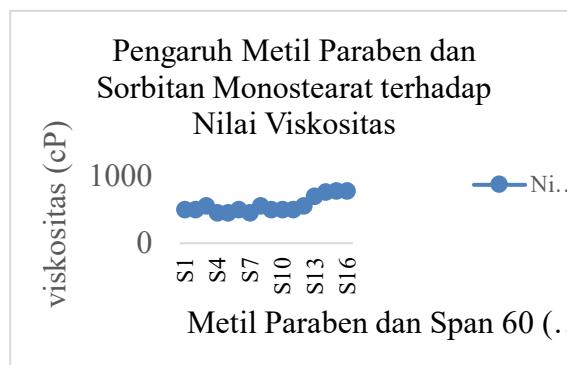 Pengaruh Metil Paraben dan
Sorbitan Monostearat terhadap
Nilai Viskositas
viskositas (cP)
1000
0
S1
S4
S7
S10
S13
S16
Ni...
Metil Paraben dan Span 60 (...